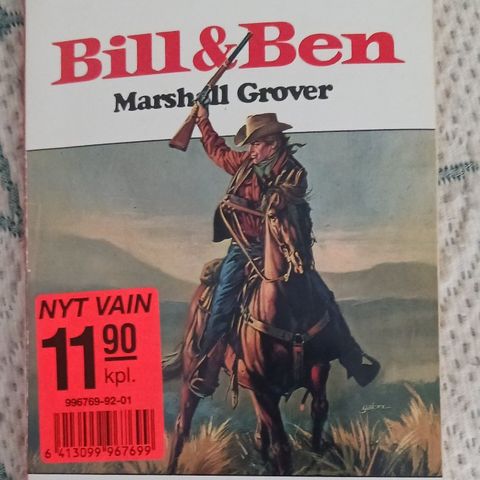 Bill & Ben
Marshall Grover
NYT VAIN
11 90
kpl.
996769-92-01
6 413099 967699